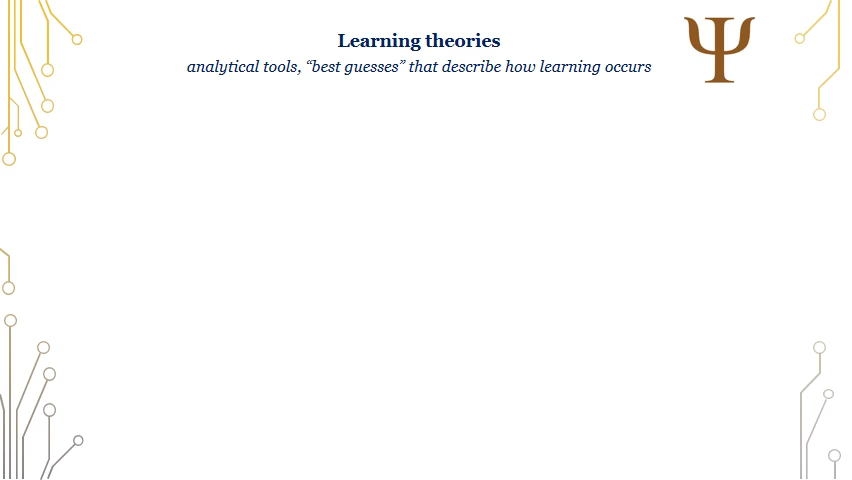 Learning theories
analytical tools, “best guesses” that describe how learning occurs
Ψ